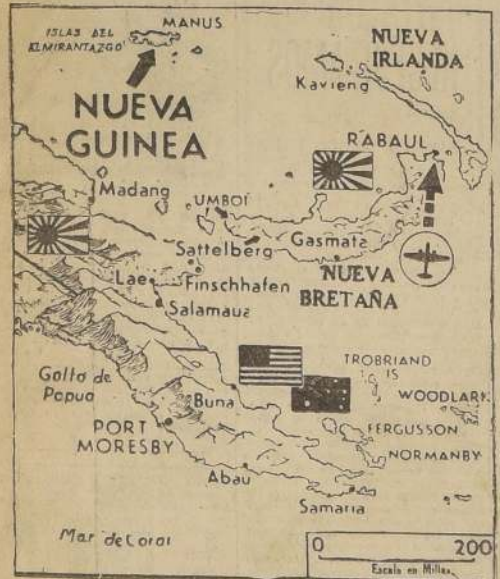 MANUS
ISLAS DEL
ELMIRANTAZGO
NUEVA
IRLANDA
Kavieng
NUEVA
GUINEA
RABAUL
Madang
UMBOI
Sattelberg
Gasmata
Lae
Finschhafen
NUEVA
BRETAÑA
Salamaua
TROBRIAND
IS
Golfo de
Papua
Buna
WOODLARK
PORT
MORESBY
FERGUSSON
NORMANBY
Abau
Samaria
Mar de Coral
0 200
Escala en Millas